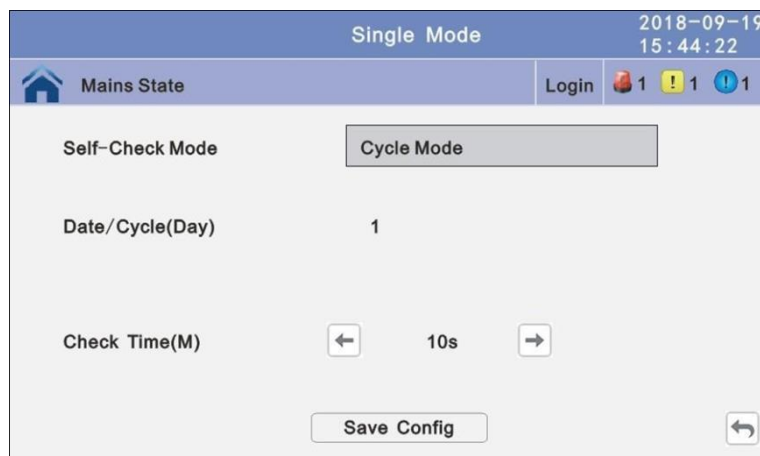 Single Mode
2018-09-19
15:44:22
Mains State
Login
1
1
1
Self-Check Mode
Cycle Mode
Date/Cycle(Day)
1
Check Time(M)
10s
Save Config